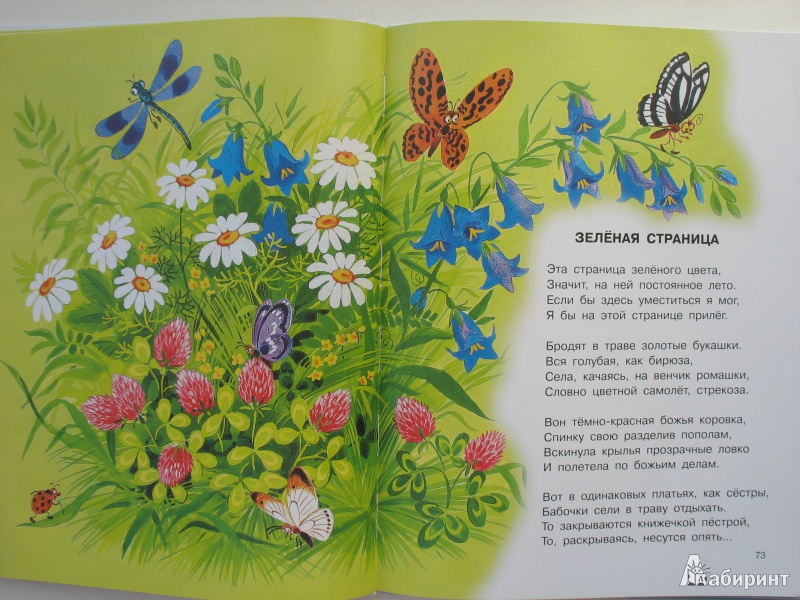 ЗЕЛЁНАЯ СТРАНИЦА
Эта страница зелёного цвета,
Значит, на ней постоянное лето.
Если бы здесь уместиться я мог,
Я бы на этой странице прилёг.
Бродят в траве золотые букашки.
Вся голубая, как бирюза,
Села, качаясь, на венчик ромашки,
Словно цветной самолёт, стрекоза.
Вон тёмно-красная божья коровка,
Спинку свою разделив пополам,
Вскинула крылья прозрачные ловко
И полетела по божьим делам.
Вот в одинаковых платьях, как сёстры,
Бабочки сели в траву отдыхать.
То закрываются книжечкой пёстрой,
То, раскрываясь, несутся опять...
73
Лабиринт